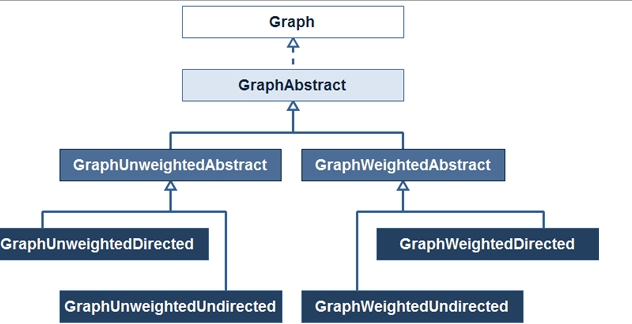 Graph
GraphAbstract
GraphUnweightedAbstract
GraphWeightedAbstract
GraphUnweightedDirected
GraphWeightedDirected
GraphUnweightedUndirected
GraphWeightedUndirected